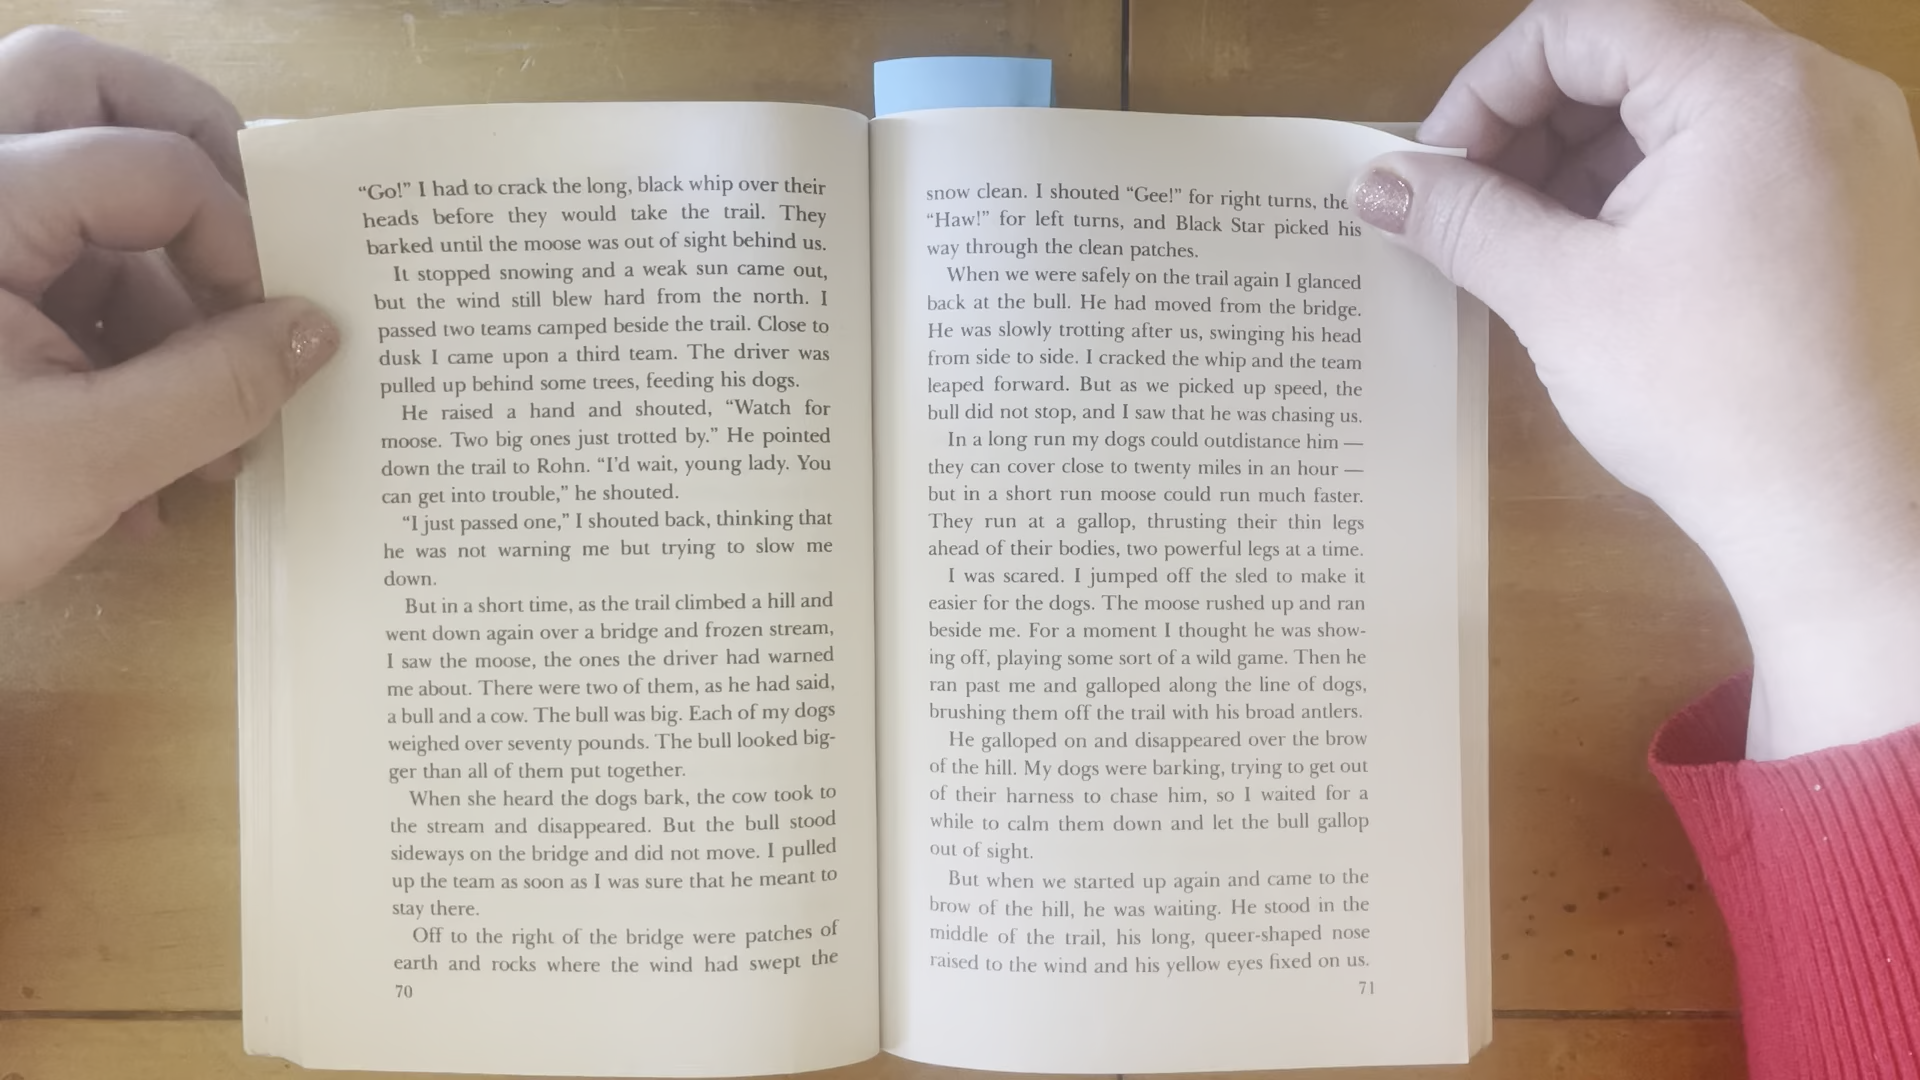 “Go!” I had to crack the long, black whip over their
heads before they would take the trail. They
barked until the moose was out of sight behind us.
It stopped snowing and a weak sun came out,
but the wind still blew hard from the north. I
passed two teams camped beside the trail. Close to
dusk I came upon a third team. The driver was
pulled up behind some trees, feeding his dogs.
He raised a hand and shouted, “Watch for
moose. Two big ones just trotted by.” He pointed
down the trail to Rohn. “I’d wait, young lady. You
can get into trouble,” he shouted.
“I just passed one,” I shouted back, thinking that
he was not warning me but trying to slow me
down.
But in a short time, as the trail climbed a hill and
went down again over a bridge and frozen stream,
I saw the moose, the ones the driver had warned
me about. There were two of them, as he had said,
a bull and a cow. The bull was big. Each of my dogs
weighed over seventy pounds. The bull looked big-
ger than all of them put together.
When she heard the dogs bark, the cow took to
the stream and disappeared. But the bull stood
sideways on the bridge and did not move. I pulled
up the team as soon as I was sure that he meant to
stay there.
Off to the right of the bridge were patches of
earth and rocks where the wind had swept the
70
snow clean. I shouted “Gee!” for right turns,
“Haw!” for left turns, and Black Star picked his
way through the clean patches.
When we were safely on the trail again I glanced
back at the bull. He had moved from the bridge.
He was slowly trotting after us, swinging his head
from side to side. I cracked the whip and the team
leaped forward. But as we picked up speed, the
bull did not stop, and I saw that he was chasing us.
In a long run my dogs could outdistance him —
they can cover close to twenty miles in an hour —
but in a short run moose could run much faster.
They run at a gallop, thrusting their thin legs
ahead of their bodies, two powerful legs at a time.
I was scared. I jumped off the sled to make it
easier for the dogs. The moose rushed up and ran
beside me. For a moment I thought he was show-
ing off, playing some sort of a wild game. Then he
ran past me and galloped along the line of dogs,
brushing them off the trail with his broad antlers.
He galloped on and disappeared over the brow
of the hill. My dogs were barking, trying to get out
of their harness to chase him, so I waited for a
while to calm them down and let the bull gallop
out of sight.
But when we started up again and came to the
brow of the hill, he was waiting. He stood in the
middle of the trail, his long, queer-shaped nose
raised to the wind and his yellow eyes fixed on us.
71